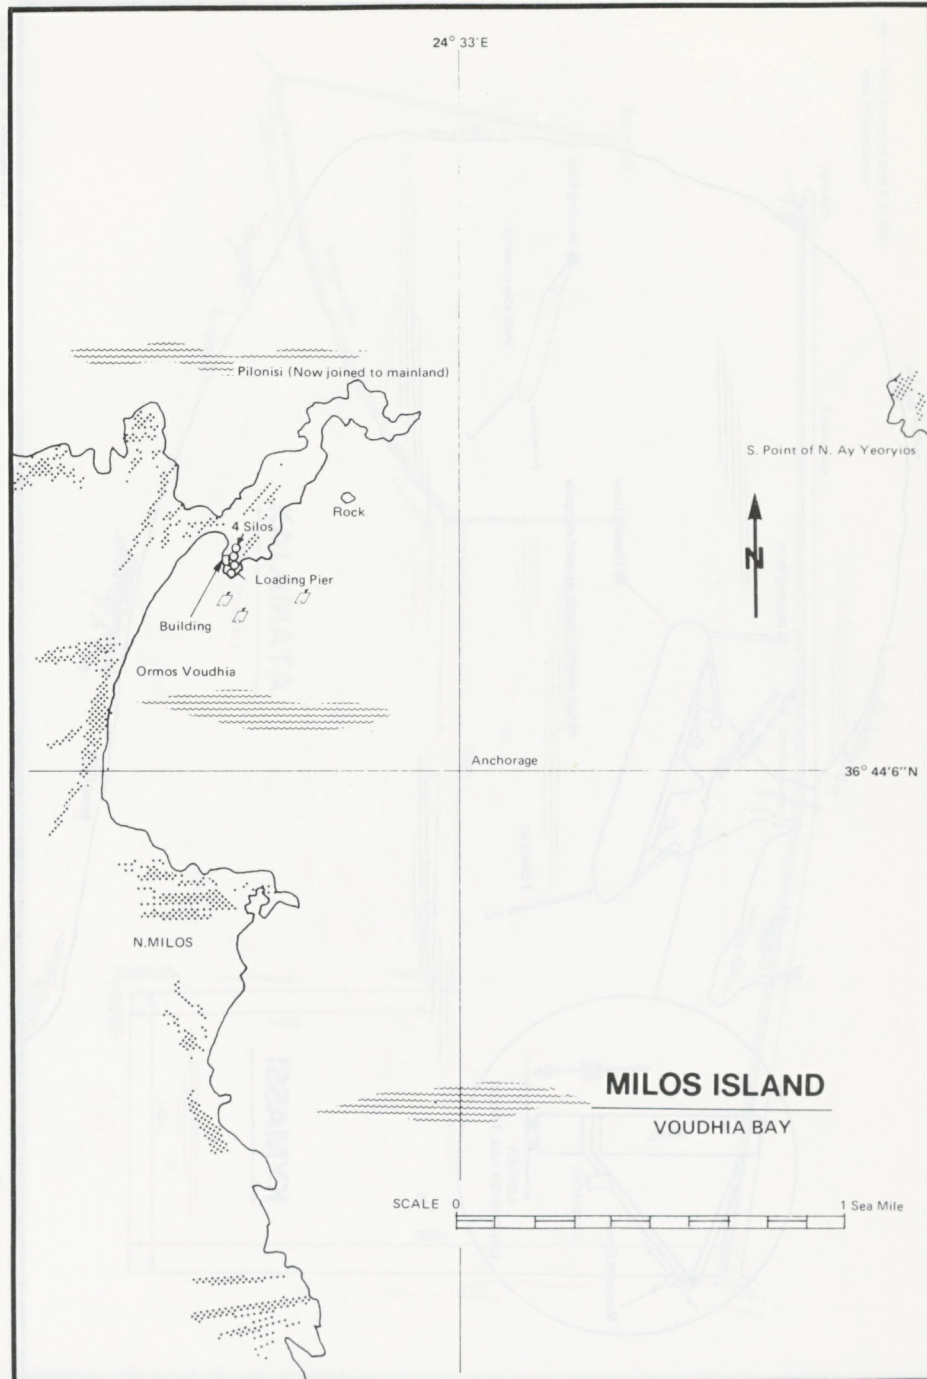 24° 33'E
Pilonisi (Now joined to mainland)
S. Point of N. Ay Yeoryios
Rock
4 Silos
N
Loading Pier
Building
Ormos Voudhia
Anchorage
36° 44'6"N
N.MILOS
MILOS ISLAND
VOUDHIA BAY
SCALE 0
1 Sea Mile